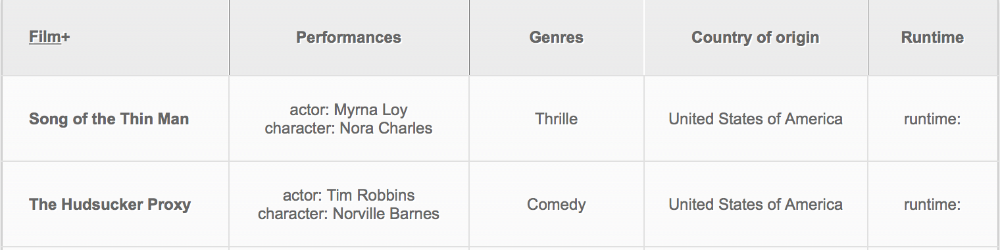 Film+ Performances Genres Country of origin Runtime
Song of the Thin Man
actor: Myrna Loy
character: Nora Charles
Thrille
United States of America
runtime:
The Hudsucker Proxy
actor: Tim Robbins
character: Norville Barnes
Comedy
United States of America
runtime: